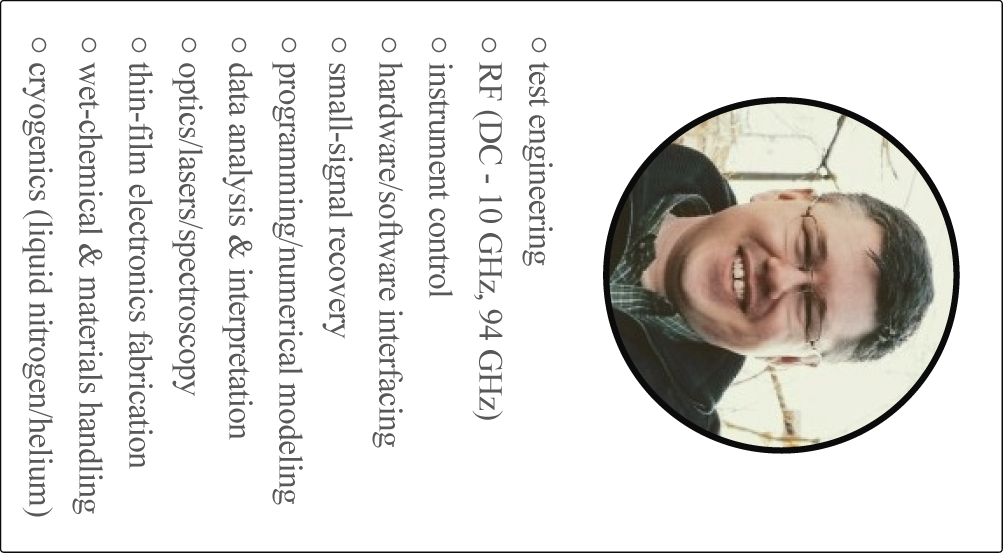 ○ test engineering
○ RF (DC - 10 GHz, 94 GHz)
○ instrument control
○ hardware/software interfacing
○ small-signal recovery
○ programming/numerical modeling
○ data analysis & interpretation
○ optics/lasers/spectroscopy
○ thin-film electronics fabrication
○ wet-chemical & materials handling
○ cryogenics (liquid nitrogen/helium)